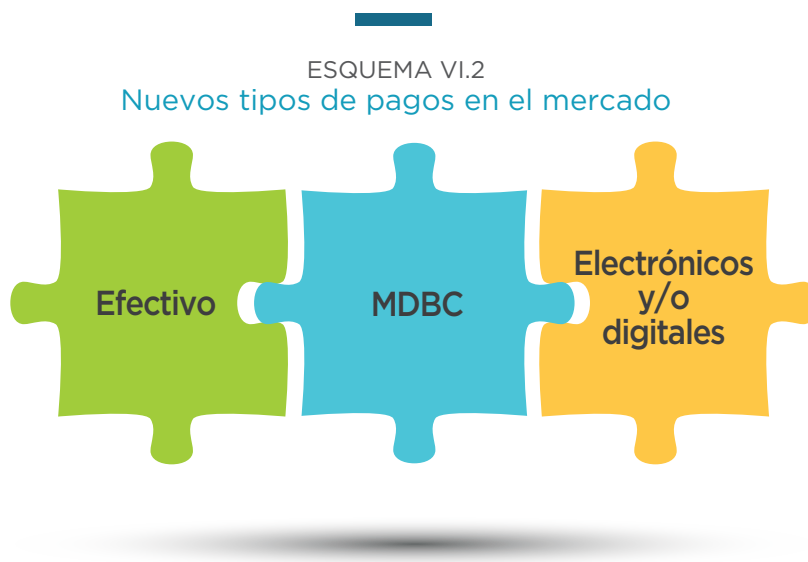 ESQUEMA VI.2
Nuevos tipos de pagos en el mercado
Efectivo
MDBC
Electrónicos
y/o
digitales